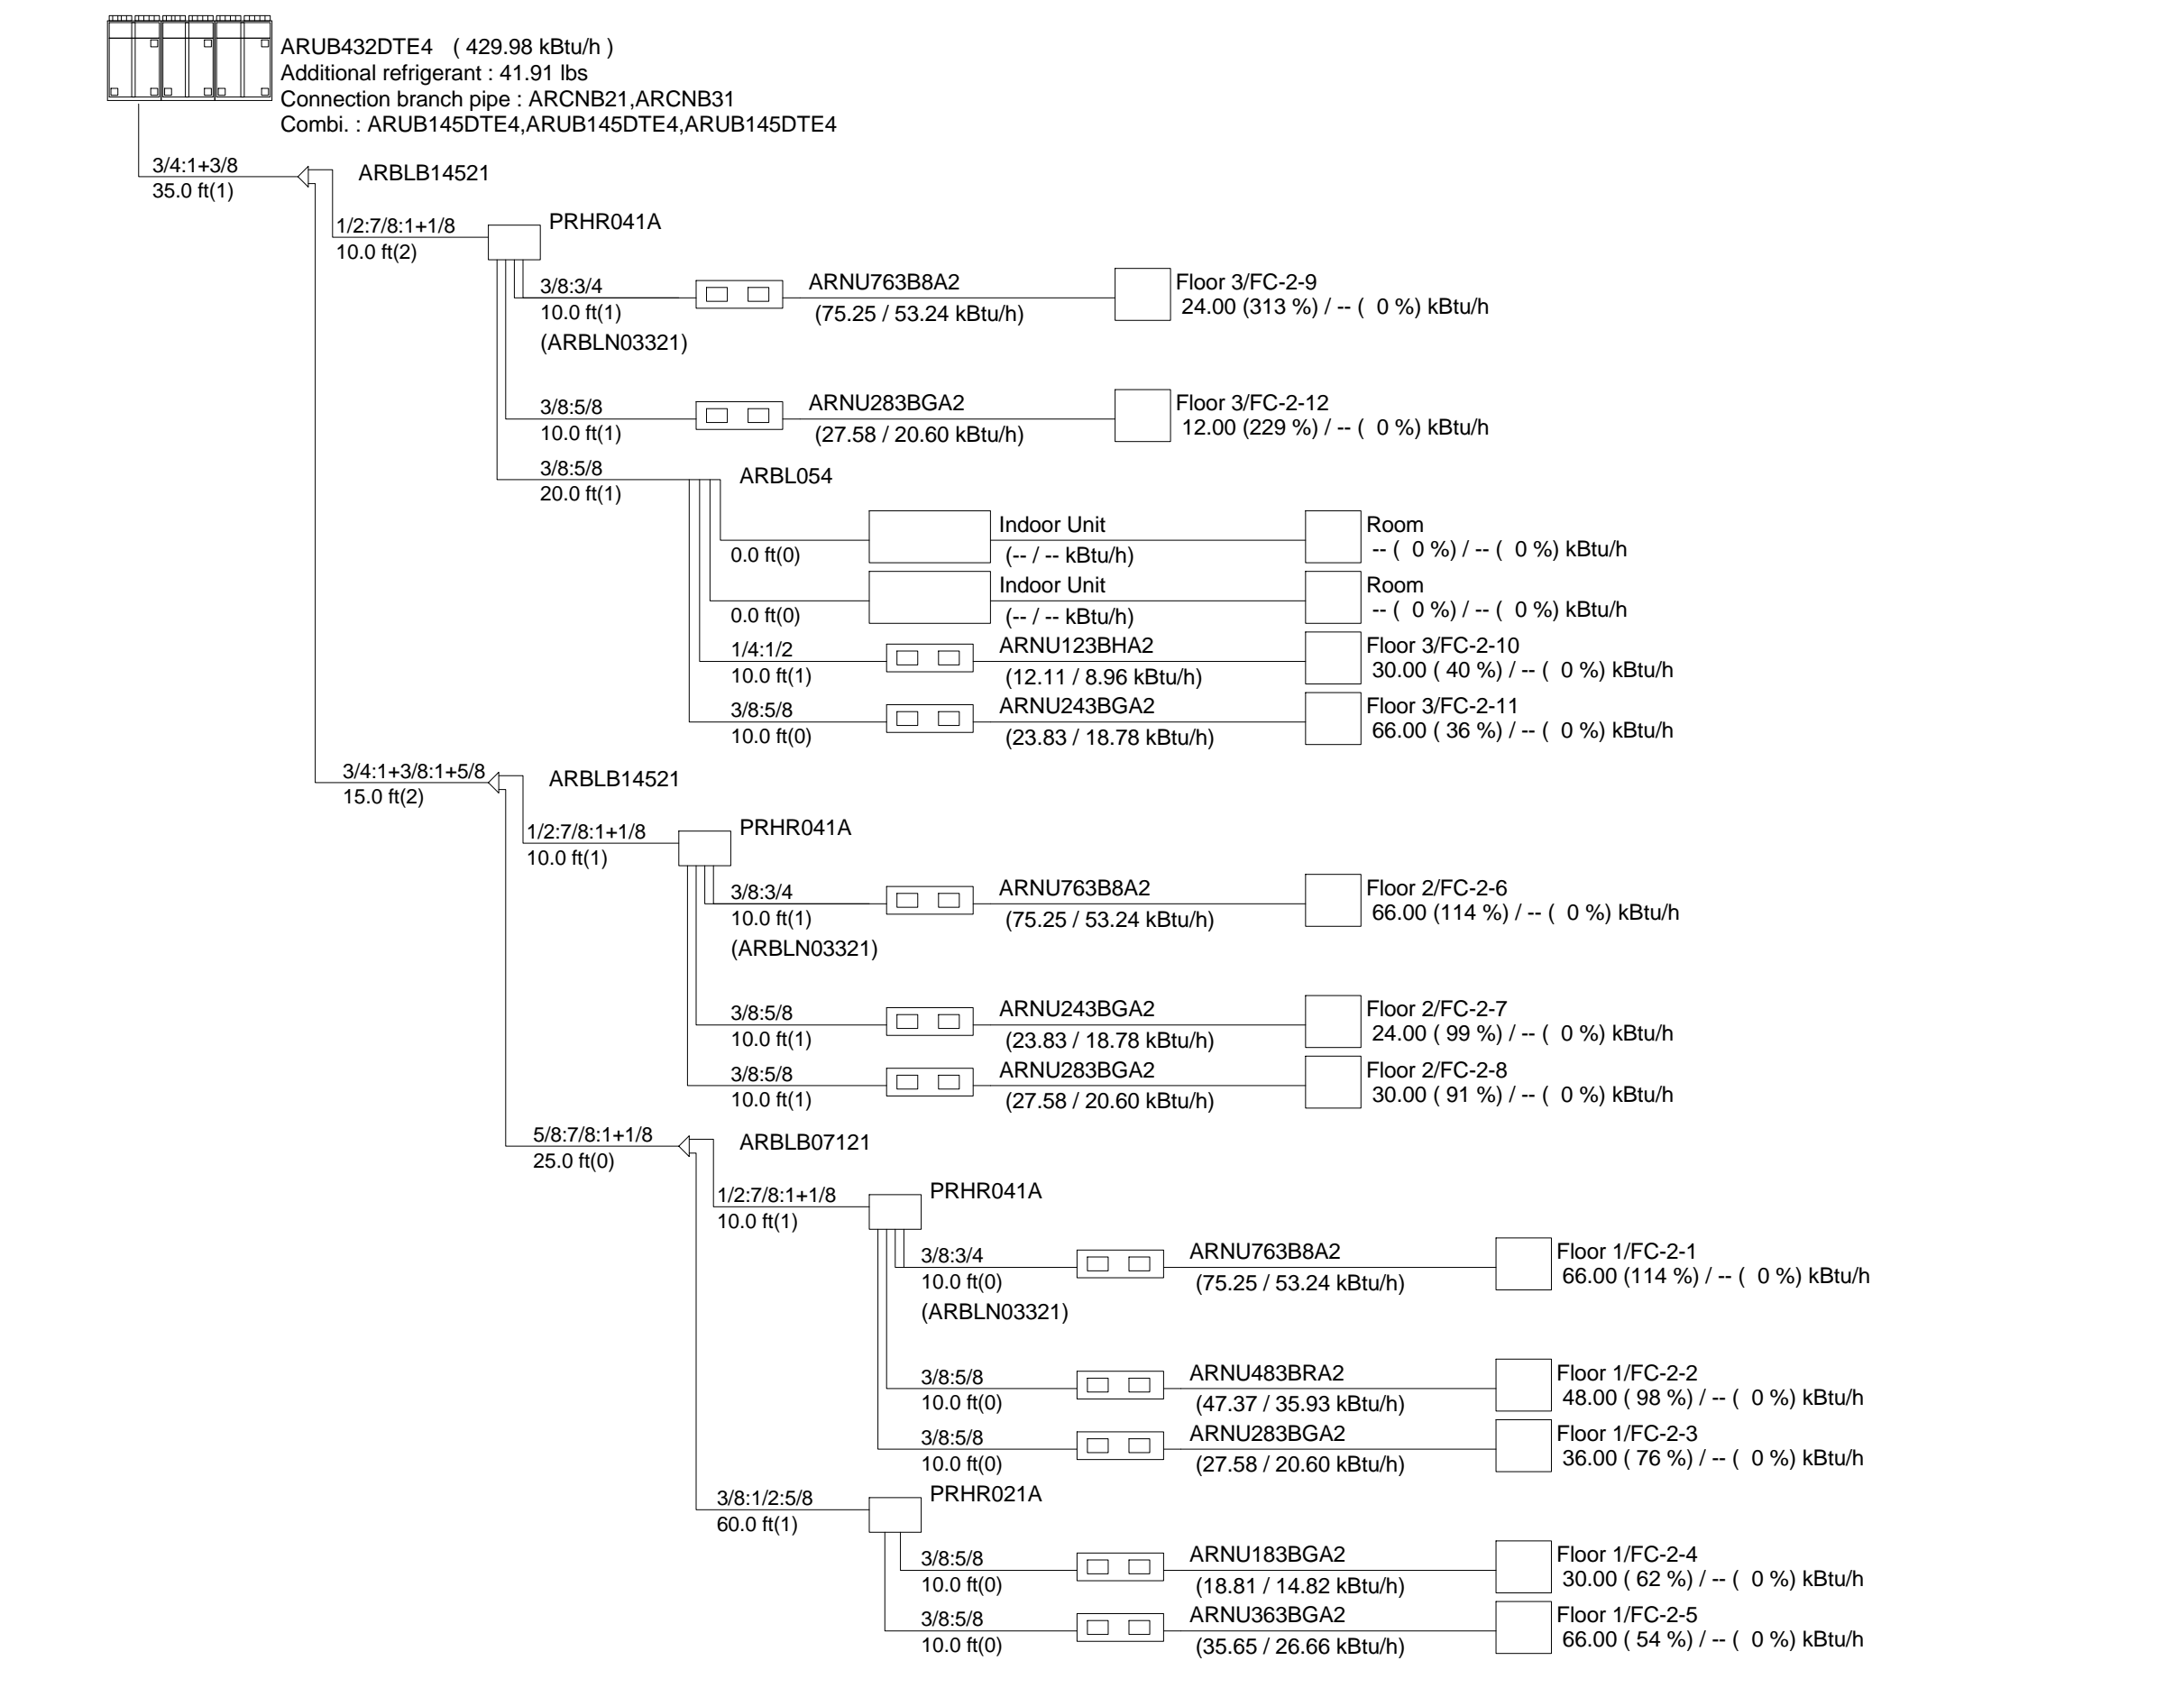 ARUB432DTE4 ( 429.98 kBtu/h )
Additional refrigerant : 41.91 lbs
Connection branch pipe : ARCNB21,ARCNB31
Combi. : ARUB145DTE4,ARUB145DTE4,ARUB145DTE4
3/4:1+3/8
35.0 ft(1)
ARBLB14521
1/2:7/8:1+1/8
10.0 ft(2)
PRHR041A
3/8:3/4
10.0 ft(1)
(ARBLN03321)
ARNU763B8A2
(75.25 / 53.24 kBtu/h)
Floor 3/FC-2-9
24.00 (313 %) / -- ( 0 %) kBtu/h
3/8:5/8
10.0 ft(1)
ARNU283BGA2
(27.58 / 20.60 kBtu/h)
Floor 3/FC-2-12
12.00 (229 %) / -- ( 0 %) kBtu/h
3/8:5/8
20.0 ft(1)
ARBL054
0.0 ft(0)
Indoor Unit
(-- / -- kBtu/h)
Room
-- ( 0 %) / -- ( 0 %) kBtu/h
0.0 ft(0)
Indoor Unit
(-- / -- kBtu/h)
Room
-- ( 0 %) / -- ( 0 %) kBtu/h
1/4:1/2
10.0 ft(1)
ARNU123BHA2
(12.11 / 8.96 kBtu/h)
Floor 3/FC-2-10
30.00 ( 40 %) / -- ( 0 %) kBtu/h
3/8:5/8
10.0 ft(0)
ARNU243BGA2
(23.83 / 18.78 kBtu/h)
Floor 3/FC-2-11
66.00 ( 36 %) / -- ( 0 %) kBtu/h
3/4:1+3/8:1+5/8
15.0 ft(2)
ARBLB14521
1/2:7/8:1+1/8
10.0 ft(1)
PRHR041A
3/8:3/4
10.0 ft(1)
(ARBLN03321)
ARNU763B8A2
(75.25 / 53.24 kBtu/h)
Floor 2/FC-2-6
66.00 (114 %) / -- ( 0 %) kBtu/h
3/8:5/8
10.0 ft(1)
ARNU243BGA2
(23.83 / 18.78 kBtu/h)
Floor 2/FC-2-7
24.00 ( 99 %) / -- ( 0 %) kBtu/h
3/8:5/8
10.0 ft(1)
ARNU283BGA2
(27.58 / 20.60 kBtu/h)
Floor 2/FC-2-8
30.00 ( 91 %) / -- ( 0 %) kBtu/h
5/8:7/8:1+1/8
25.0 ft(0)
ARBLB07121
1/2:7/8:1+1/8
10.0 ft(1)
PRHR041A
3/8:3/4
10.0 ft(0)
(ARBLN03321)
ARNU763B8A2
(75.25 / 53.24 kBtu/h)
Floor 1/FC-2-1
66.00 (114 %) / -- ( 0 %) kBtu/h
3/8:5/8
10.0 ft(0)
ARNU483BRA2
(47.37 / 35.93 kBtu/h)
Floor 1/FC-2-2
48.00 ( 98 %) / -- ( 0 %) kBtu/h
3/8:5/8
10.0 ft(0)
ARNU283BGA2
(27.58 / 20.60 kBtu/h)
Floor 1/FC-2-3
36.00 ( 76 %) / -- ( 0 %) kBtu/h
3/8:1/2:5/8
60.0 ft(1)
PRHR021A
3/8:5/8
10.0 ft(0)
ARNU183BGA2
(18.81 / 14.82 kBtu/h)
Floor 1/FC-2-4
30.00 ( 62 %) / -- ( 0 %) kBtu/h
3/8:5/8
10.0 ft(0)
ARNU363BGA2
(35.65 / 26.66 kBtu/h)
Floor 1/FC-2-5
66.00 ( 54 %) / -- ( 0 %) kBtu/h